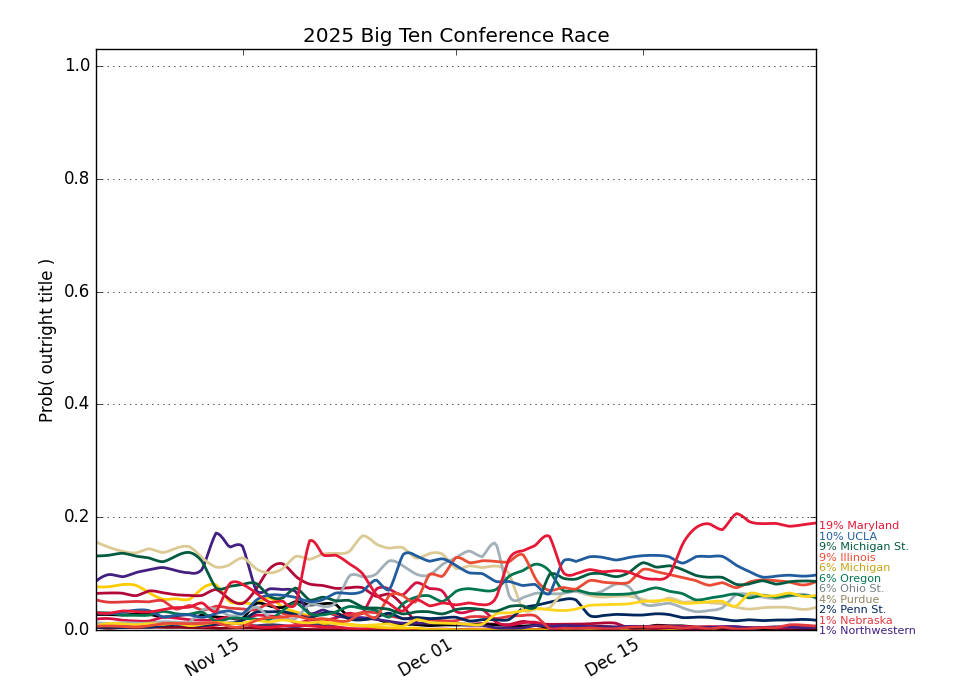 2025 Big Ten Conference Race
1.0
0.8
0.6
0.4
0.2
0.0
Prob( outright title )
Nov 15
Dec 01
Dec 15
19% Maryland
10% UCLA
9% Michigan St.
9% Illinois
6% Michigan
6% Oregon
6% Ohio St.
4% Purdue
2% Penn St.
1% Nebraska
1% Northwestern